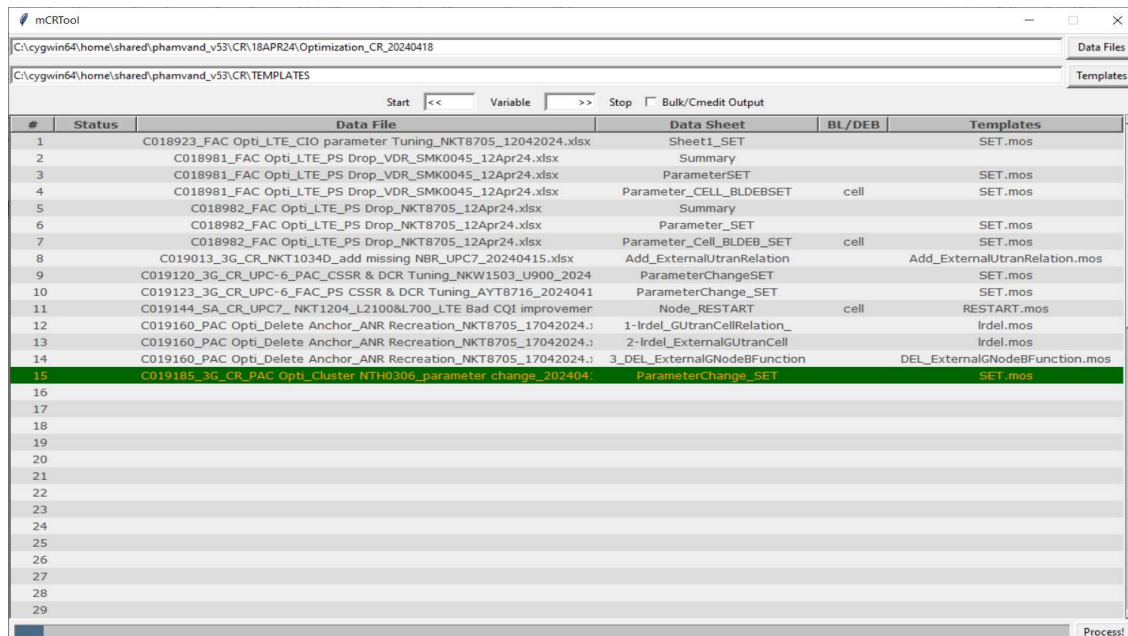 mCRTool
C:\cygwin64\home\shared\phamvand_v53\CR\18APR24\Optimization_CR_20240418 Data Files
C:\cygwin64\home\shared\phamvand_v53\CR\TEMPLATES Templates
Start << Variable >> Stop Bulk/Cmedit Output
# Status Data File Data Sheet BL/DEB Templates
1 C018923_FAC Opti_LTE_CIO parameter Tuning_NKT8705_12042024.xlsx Sheet1_SET SET.mos
2 C018981_FAC Opti_LTE_PS Drop_VDR_SMK0045_12Apr24.xlsx Summary
3 C018981_FAC Opti_LTE_PS Drop_VDR_SMK0045_12Apr24.xlsx ParameterSET SET.mos
4 C018981_FAC Opti_LTE_PS Drop_VDR_SMK0045_12Apr24.xlsx Parameter_CELL_BLDEBSET cell SET.mos
5 C018982_FAC Opti_LTE_PS Drop_NKT8705_12Apr24.xlsx Summary
6 C018982_FAC Opti_LTE_PS Drop_NKT8705_12Apr24.xlsx Parameter_SET SET.mos
7 C018982_FAC Opti_LTE_PS Drop_NKT8705_12Apr24.xlsx Parameter_Cell_BLDEB_SET cell SET.mos
8 C019013_3G_CR_NKT1034D_add missing NBR_UPC7_20240415.xlsx Add_ExternalUtranRelation Add_ExternalUtranRelation.mos
9 C019120_3G_CR_UPC-6_PAC_CSSR & DCR Tuning_NKW1503_U900_2024 ParameterChangeSET SET.mos
10 C019123_3G_CR_UPC-6_FAC_PS CSSR & DCR Tuning_AYT8716_2024041 ParameterChange_SET SET.mos
11 C019144_SA_CR_UPC7_ NKT1204_L2100&L700_LTE Bad CQI improvemer Node_RESTART cell RESTART.mos
12 C019160_PAC Opti_Delete Anchor_ANR Recreation_NKT8705_17042024.: 1-lrdel_GUtranCellRelation_ lrdel.mos
13 C019160_PAC Opti_Delete Anchor_ANR Recreation_NKT8705_17042024.: 2-lrdel_ExternalGUtranCell lrdel.mos
14 C019160_PAC Opti_Delete Anchor_ANR Recreation_NKT8705_17042024.: 3_DEL_ExternalGNodeBFunction DEL_ExternalGNodeBFunction.mos
15 C019185_3G_CR_PAC Opti_Cluster NTH0306_parameter change_202404: ParameterChange_SET SET.mos
16
17
18
19
20
21
22
23
24
25
26
27
28
29
Process!